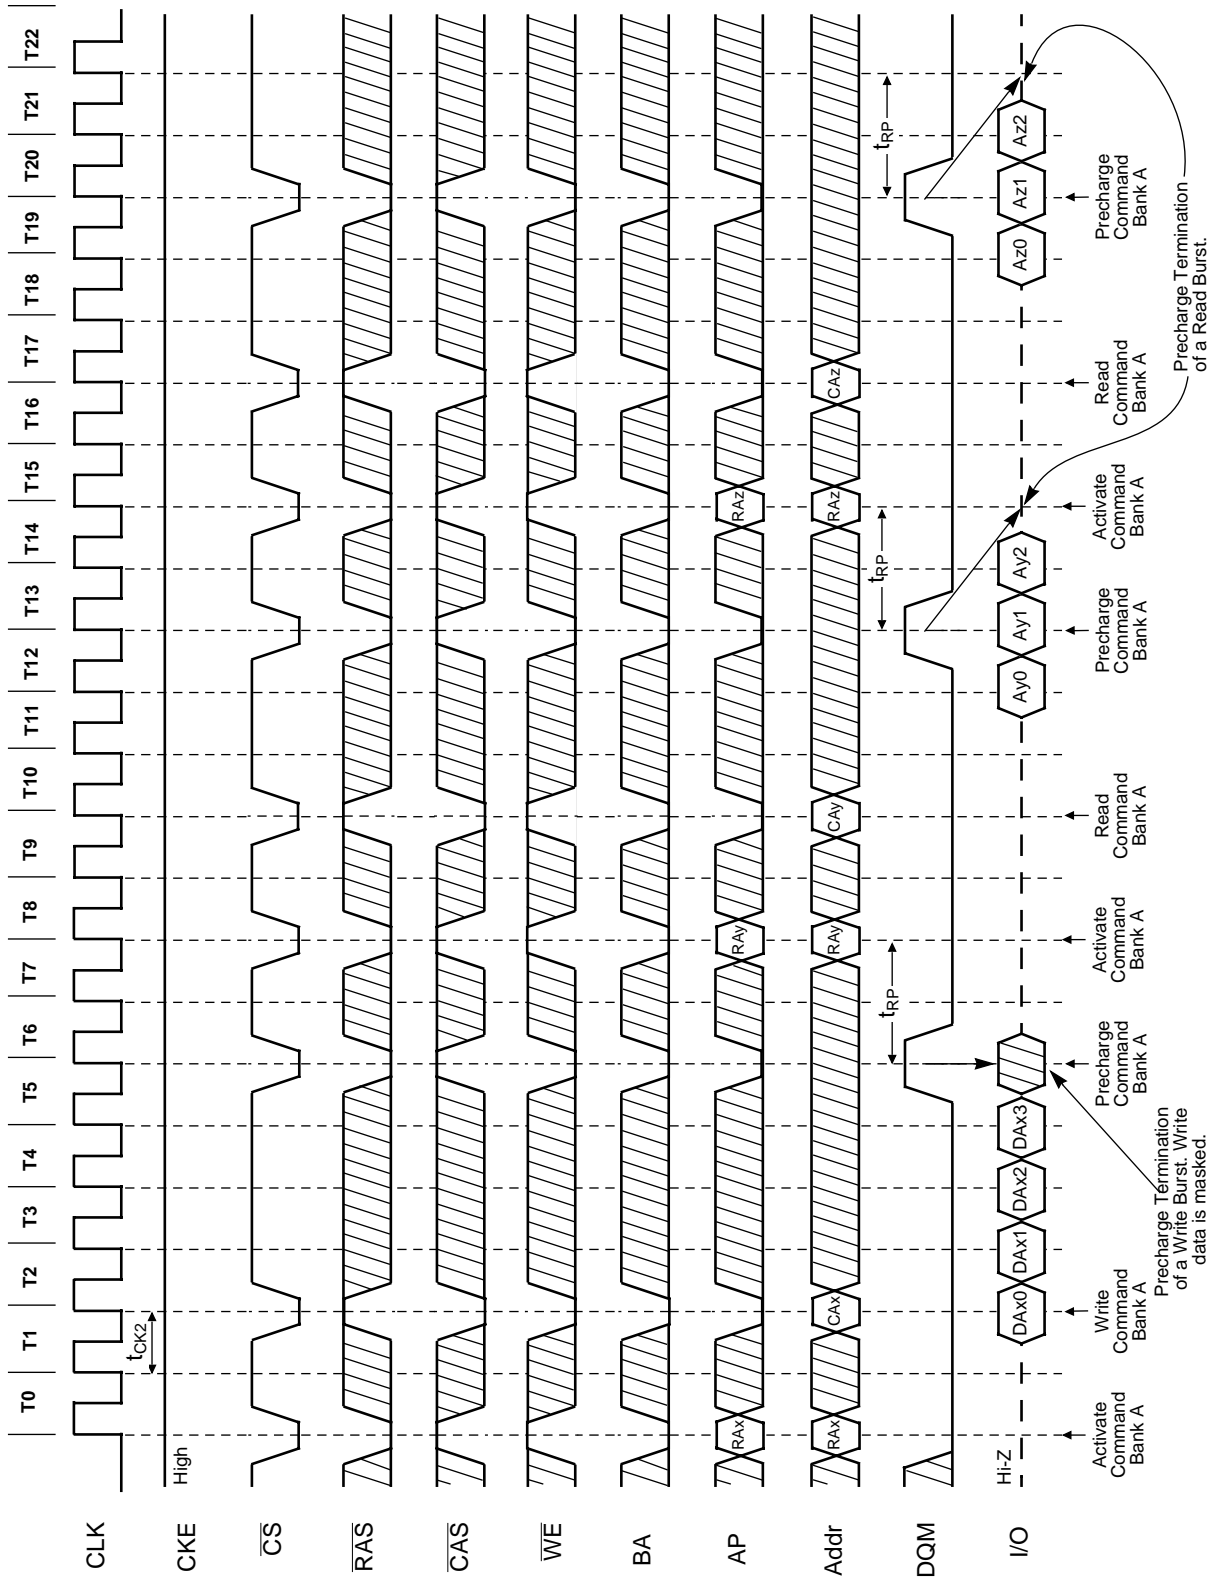 T0 T1 T2 T3 T4 T5 T6 T7 T8 T9 T10 T11 T12 T13 T14 T15 T16 T17 T18 T19 T20 T21 T22
CLK
tCK2
CKE
High
CS
RAS
CAS
WE
BA
AP
RAx RAy RAz
Addr
RAx CAx RAy CAy RAz CAz
tRP tRP tRP
DQM
I/O
Hi-Z
DAx0 DAx1 DAx2 DAx3 Ay0 Ay1 Ay2 Az0 Az1 Az2
Activate
Command
Bank A
Write
Command
Bank A
Precharge
Command
Bank A
Activate
Command
Bank A
Read
Command
Bank A
Precharge
Command
Bank A
Activate
Command
Bank A
Read
Command
Bank A
Precharge
Command
Bank A
Precharge Termination
of a Write Burst. Write
data is masked.
Precharge Termination
of a Read Burst.